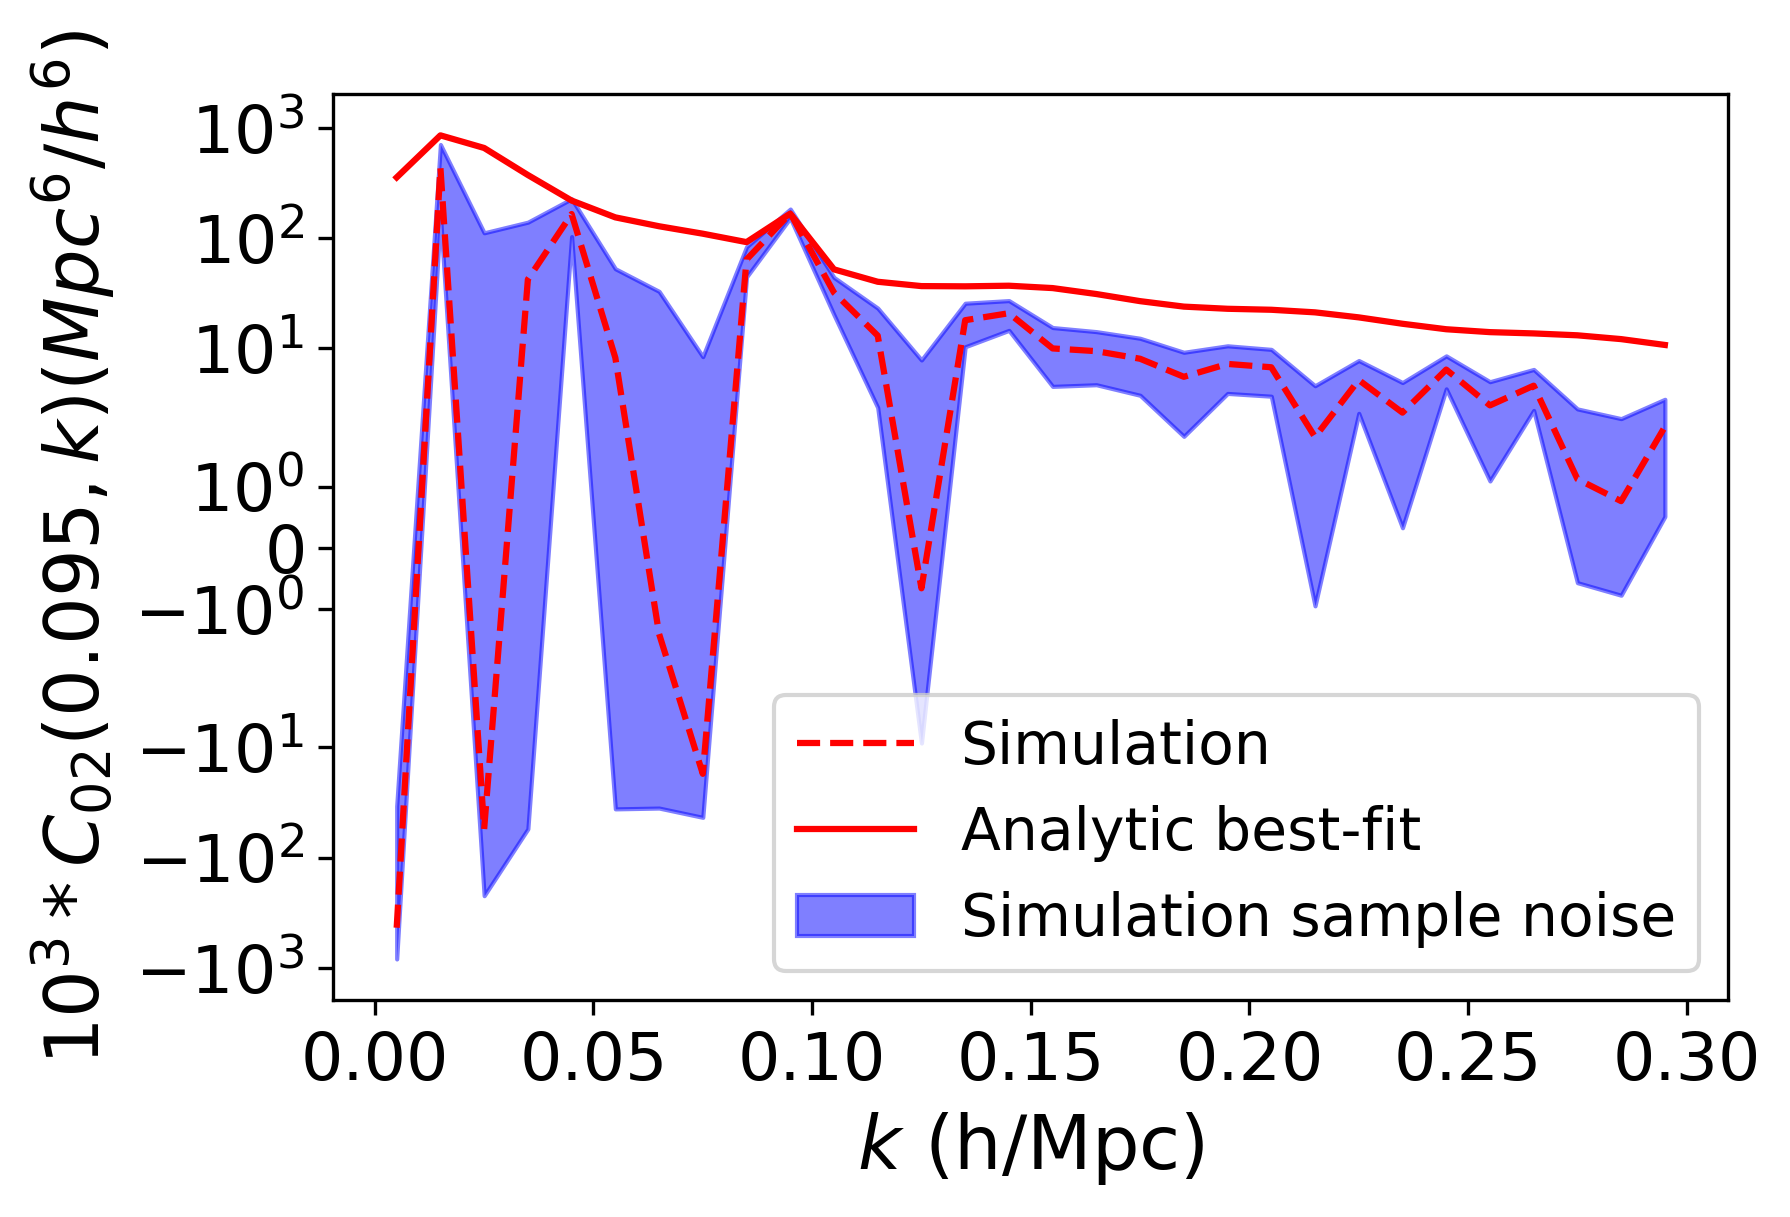 10³ * C₀₂(0.095, k)(Mpc⁶/h⁶)
10³
10²
10¹
10⁰
0
−10⁰
−10¹
−10²
−10³
Simulation
Analytic best-fit
Simulation sample noise
0.00 0.05 0.10 0.15 0.20 0.25 0.30
k (h/Mpc)